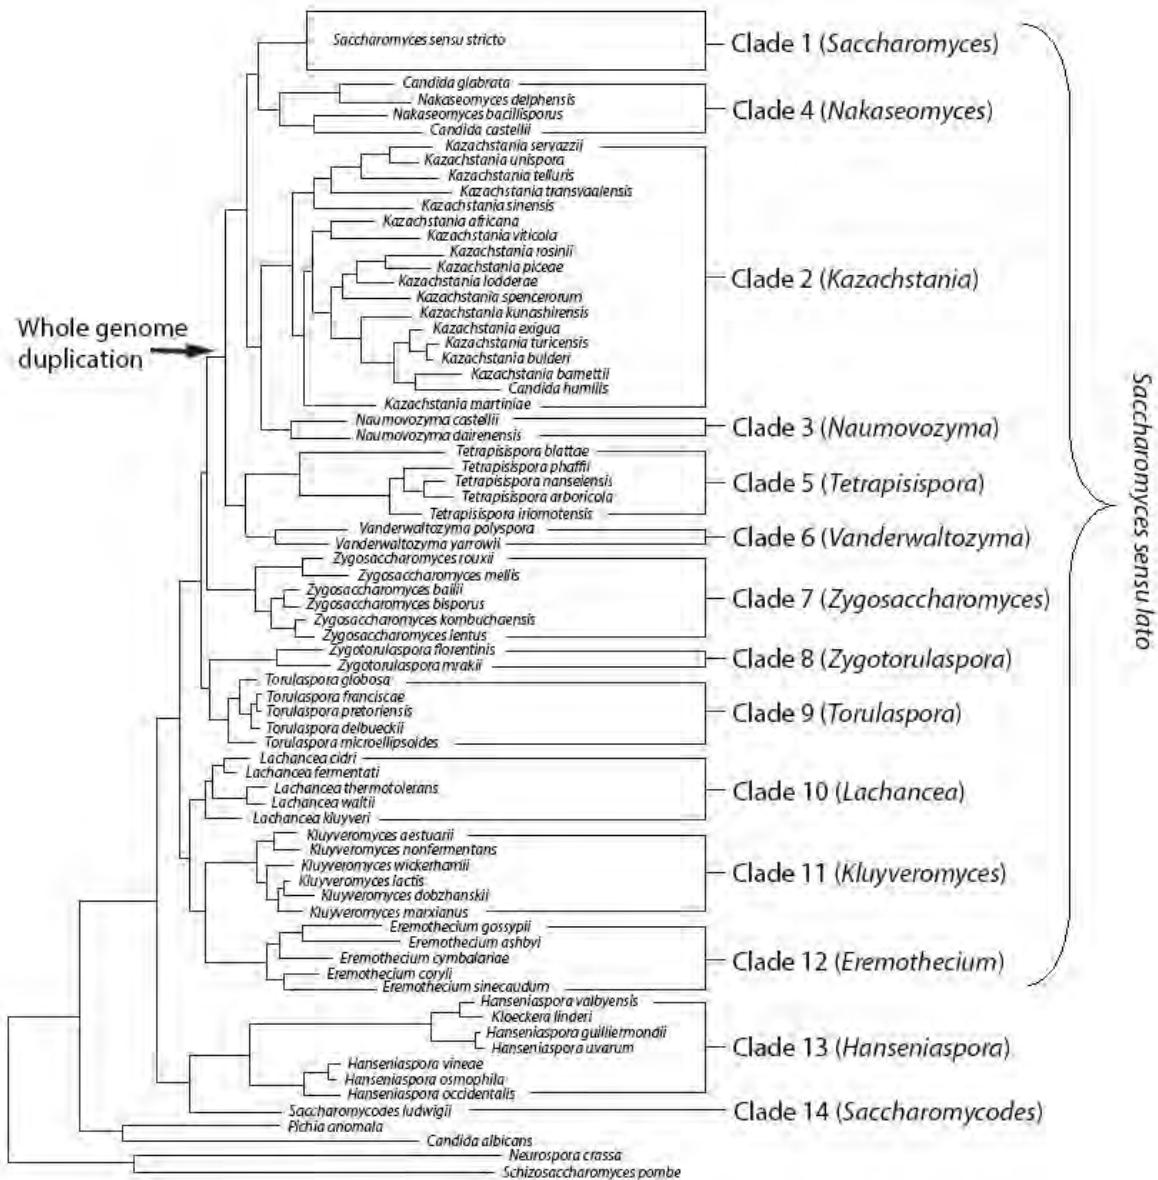 Saccharomyces sensu stricto
Clade 1 (Saccharomyces)
Candida glabrata
Nakaseomyces delphensis
Nakaseomyces bacillisporus
Candida castellii
Clade 4 (Nakaseomyces)
Kazachstania servazzii
Kazachstania unispora
Kazachstania telluris
Kazachstania transvaalensis
Kazachstania sinensis
Kazachstania africana
Kazachstania viticola
Kazachstania rosinii
Kazachstania piceae
Kazachstania lodderae
Kazachstania spencerorum
Kazachstania kunashirensis
Kazachstania exigua
Kazachstania turicensis
Kazachstania bulderi
Kazachstania barnettii
Candida humilis
Kazachstania martiniae
Clade 2 (Kazachstania)
Whole genome
duplication
Naumovozyma castellii
Naumovozyma dairenensis
Clade 3 (Naumovozyma)
Tetrapisispora blattae
Tetrapisispora phaffii
Tetrapisispora nanselensis
Tetrapisispora arboricola
Tetrapisispora iriomotensis
Clade 5 (Tetrapisispora)
Vanderwaltozyma polyspora
Vanderwaltozyma yarrowii
Clade 6 (Vanderwaltozyma)
Zygosaccharomyces rouxii
Zygosaccharomyces mellis
Zygosaccharomyces bailii
Zygosaccharomyces bisporus
Zygosaccharomyces kombuchaensis
Zygosaccharomyces lentus
Clade 7 (Zygosaccharomyces)
Zygotorulaspora florentinis
Zygotorulaspora mrakii
Clade 8 (Zygotorulaspora)
Torulaspora globosa
Torulaspora franciscae
Torulaspora pretoriensis
Torulaspora delbueckii
Torulaspora microellipsoides
Clade 9 (Torulaspora)
Lachancea cidri
Lachancea fermentati
Lachancea thermotolerans
Lachancea waltii
Lachancea kluyveri
Clade 10 (Lachancea)
Kluyveromyces aestuarii
Kluyveromyces nonfermentans
Kluyveromyces wickerhamii
Kluyveromyces lactis
Kluyveromyces dobzhanskii
Kluyveromyces marxianus
Clade 11 (Kluyveromyces)
Eremothecium gossypii
Eremothecium ashbyi
Eremothecium cymbalariae
Eremothecium coryli
Eremothecium sinecaudum
Clade 12 (Eremothecium)
Saccharomyces sensu lato
Hanseniaspora valbyensis
Kloeckera linderi
Hanseniaspora guilliermondii
Hanseniaspora uvarum
Hanseniaspora vineae
Hanseniaspora osmophila
Hanseniaspora occidentalis
Clade 13 (Hanseniaspora)
Saccharomycodes ludwigii
Clade 14 (Saccharomycodes)
Pichia anomala
Candida albicans
Neurospora crassa
Schizosaccharomyces pombe